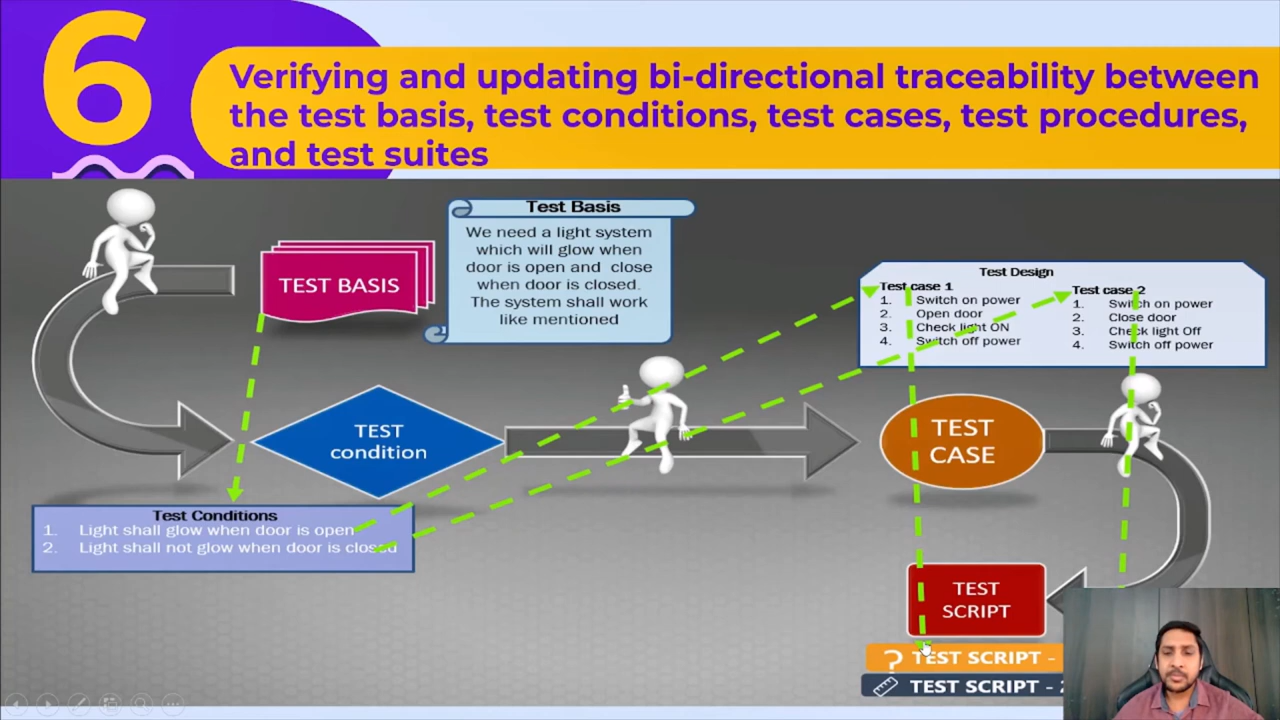 6
Verifying and updating bi-directional traceability between
the test basis, test conditions, test cases, test procedures,
and test suites
TEST BASIS
Test Basis
We need a light system
which will glow when
door is open and close
when door is closed.
The system shall work
like mentioned
Test Design
Test case 1
1. Switch on power
2. Open door
3. Check light ON
4. Switch off power
Test case 2
1. Switch on power
2. Close door
3. Check light Off
4. Switch off power
TEST
condition
TEST
CASE
Test Conditions
1. Light shall glow when door is open
2. Light shall not glow when door is closed
TEST
SCRIPT
? TEST SCRIPT -
TEST SCRIPT -